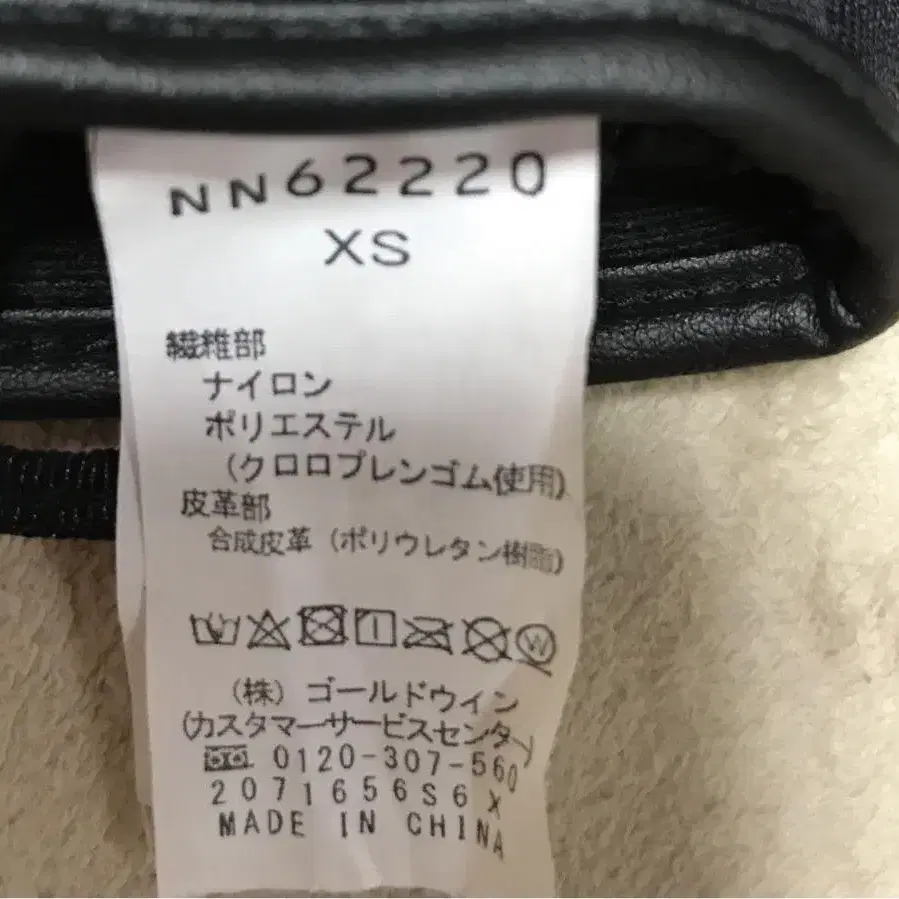 NN62220
XS
繊維部
ナイロン
ポリエステル
(クロロプレンゴム使用)
皮革部
合成皮革(ポリウレタン樹脂)
(株)ゴールドウイン
(カスタマーサービスセンター)
0120-307-560
2071656S6 X
MADE IN CHINA